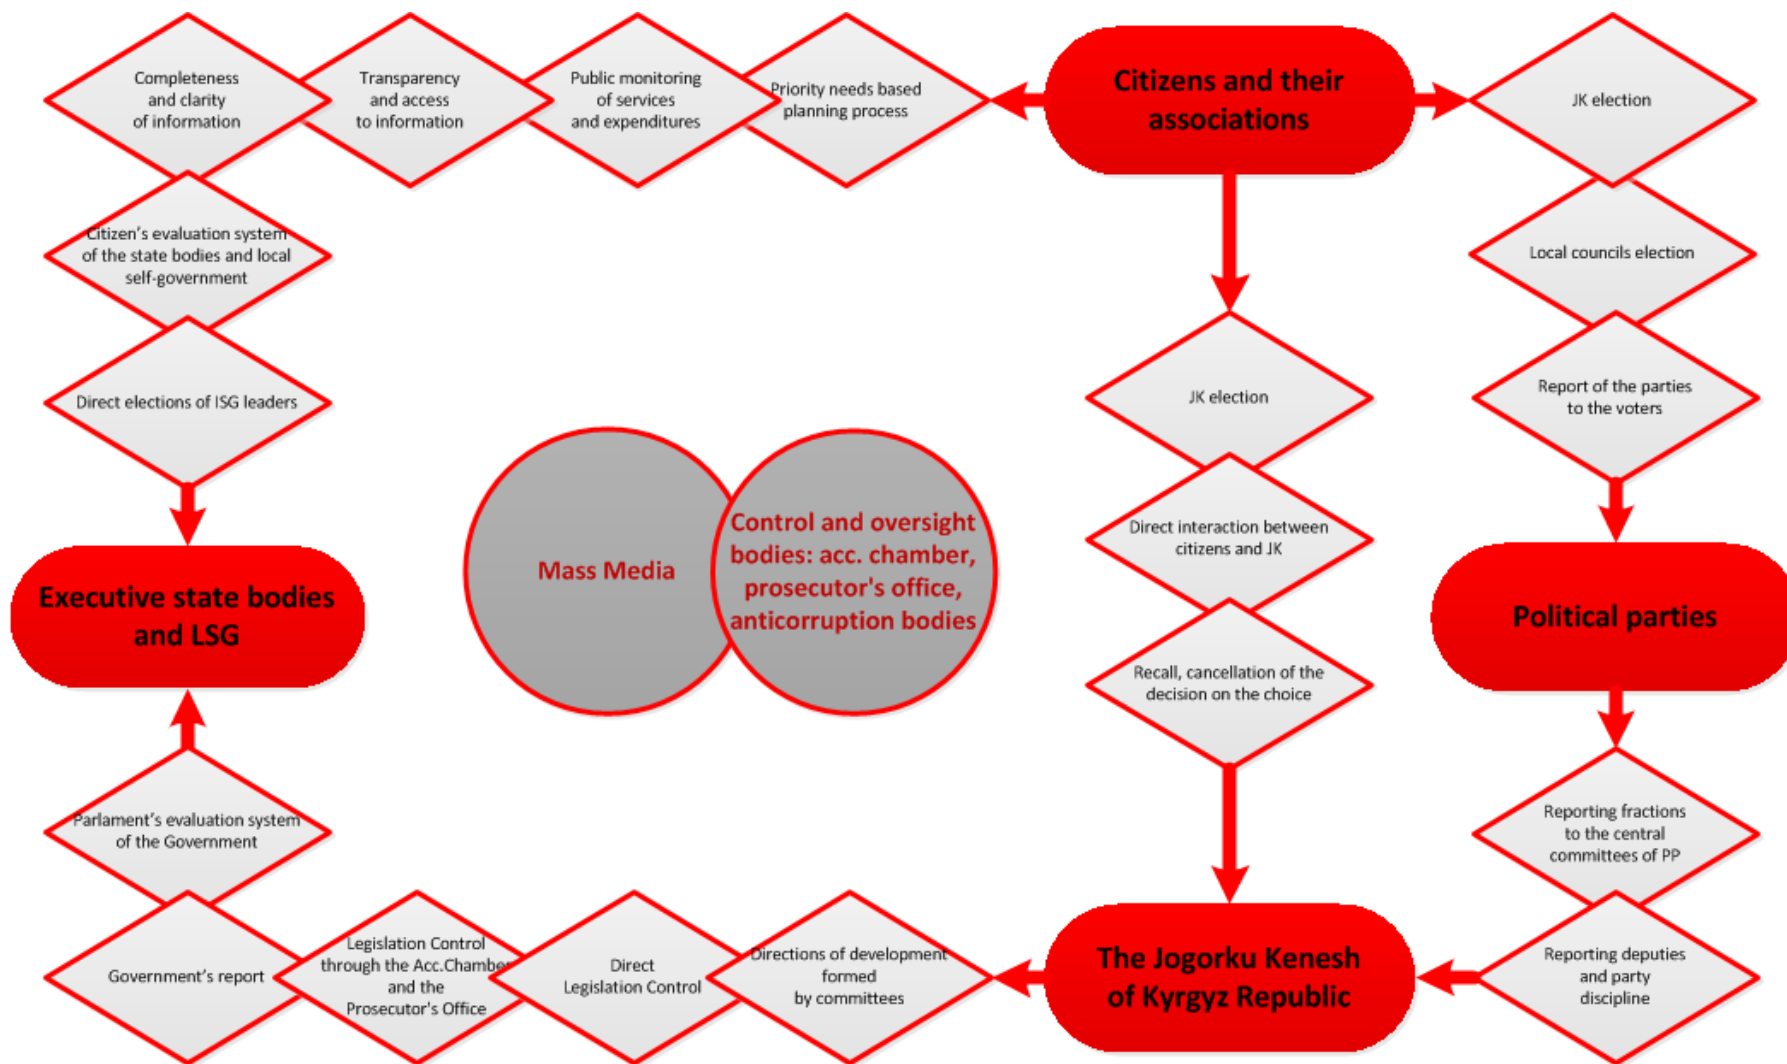 Completeness
and clarity
of information
Transparency
and access
to information
Public monitoring
of services
and expenditures
Priority needs based
planning process
Citizens and their
associations
JK election
Citizen's evaluation system
of the state bodies and local
self-government
Local councils election
Direct elections of ISG leaders
JK election
Report of the parties
to the voters
Mass Media
Control and oversight
bodies: acc. chamber,
prosecutor's office,
anticorruption bodies
Direct interaction between
citizens and JK
Executive state bodies
and LSG
Recall, cancellation of the
decision on the choice
Political parties
Parlament's evaluation system
of the Government
Reporting fractions
to the central
committees of PP
Government's report
Legislation Control
through the Acc.Chamber
and the
Prosecutor's Office
Direct
Legislation Control
Directions of development
formed
by committees
The Jogorku Kenesh
of Kyrgyz Republic
Reporting deputies
and party
discipline